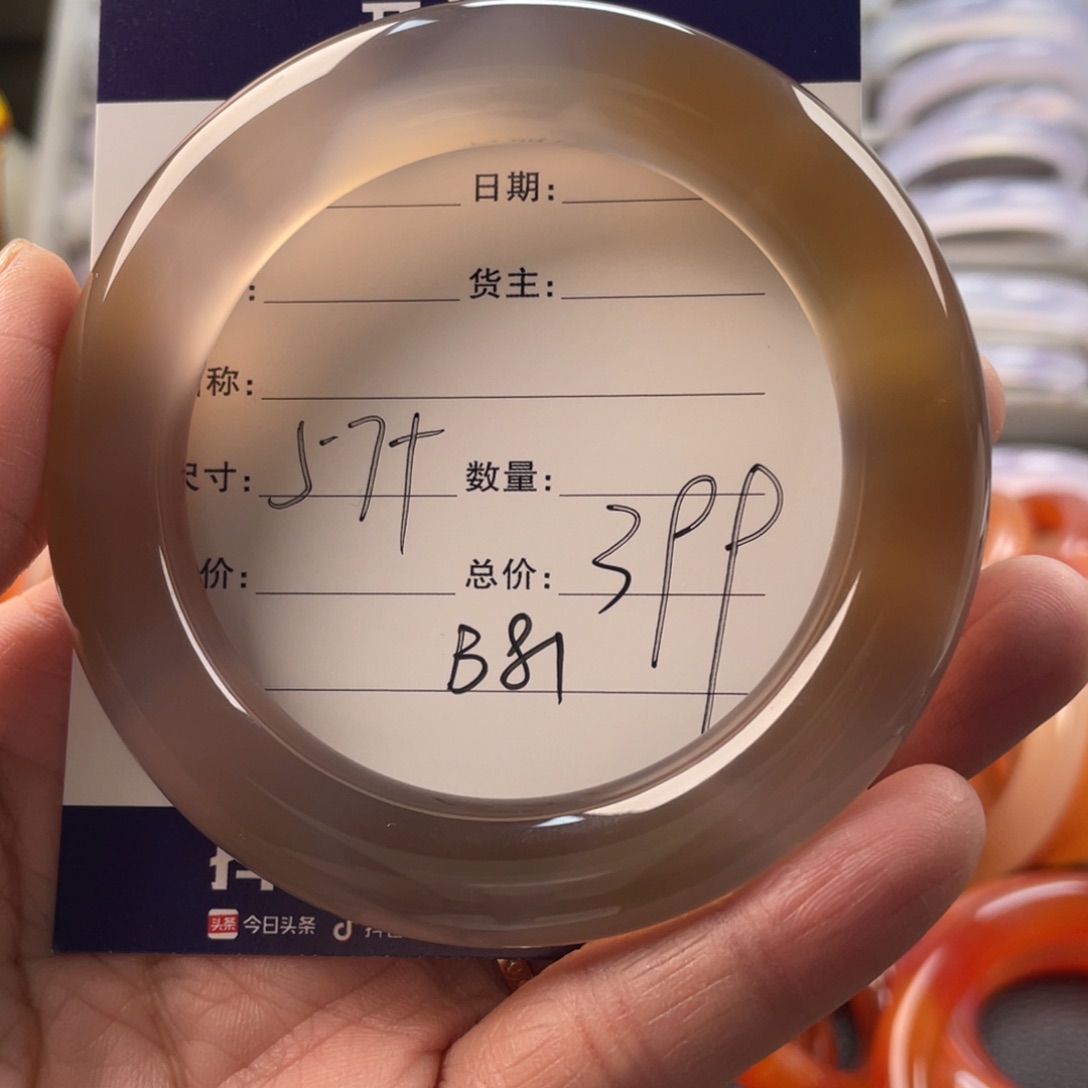 日期:
: 货主:
称: 
尺寸: 57+ 数量:
价: 总价: 399
B81
头条 今日头条